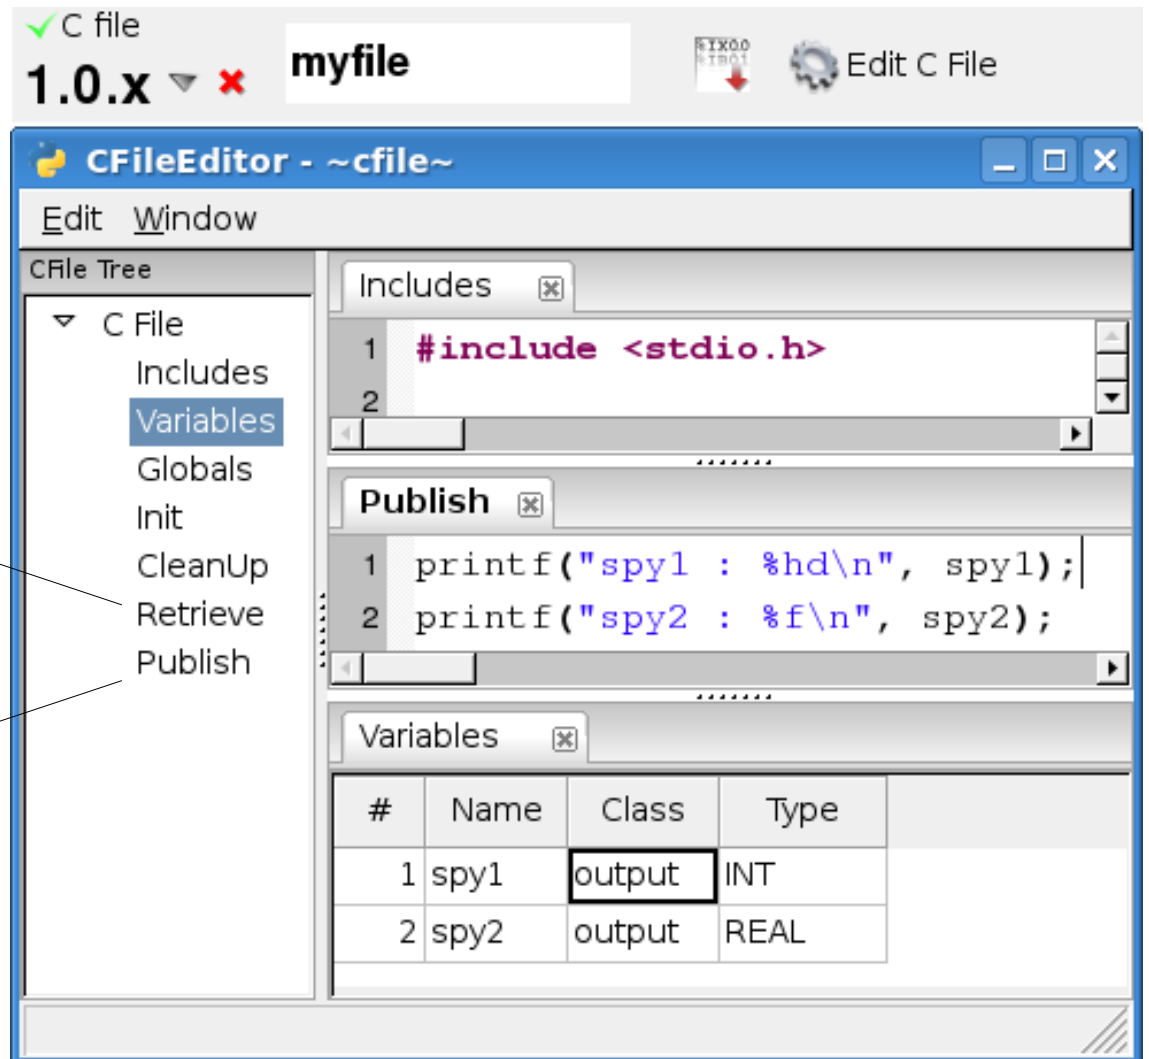 C file
1.0.x
myfile
%IX0.0
Edit C File
CFileEditor - ~cfile~
Edit Window
CFile Tree
C File
Includes
Variables
Globals
Init
CleanUp
Retrieve
Publish
Includes
1 #include <stdio.h>
2
Publish
1 printf("spy1 : %hd\n", spy1);
2 printf("spy2 : %f\n", spy2);
Variables
# Name Class Type
1 spy1 output INT
2 spy2 output REAL